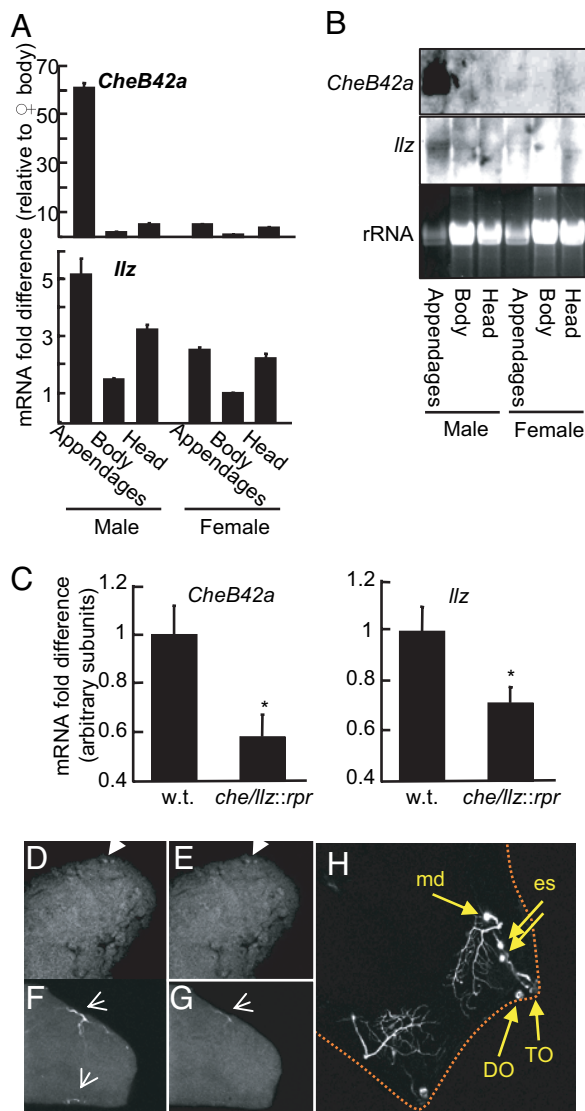 A
mRNA fold difference (relative to ♀ body)
70
60
50
30
10
CheB42a
5
3
1
llz
Appendages
Body
Head
Appendages
Body
Head
Male
Female
B
CheB42a
llz
rRNA
Appendages
Body
Head
Appendages
Body
Head
Male
Female
C
mRNA fold difference
(arbitrary subunits)
1.2
1
0.8
0.6
0.4
CheB42a
*
w.t.
che/llz::rpr
1.2
1
0.8
0.6
0.4
llz
*
w.t.
che/llz::rpr
D
E
F
G
H
md
es
DO
TO